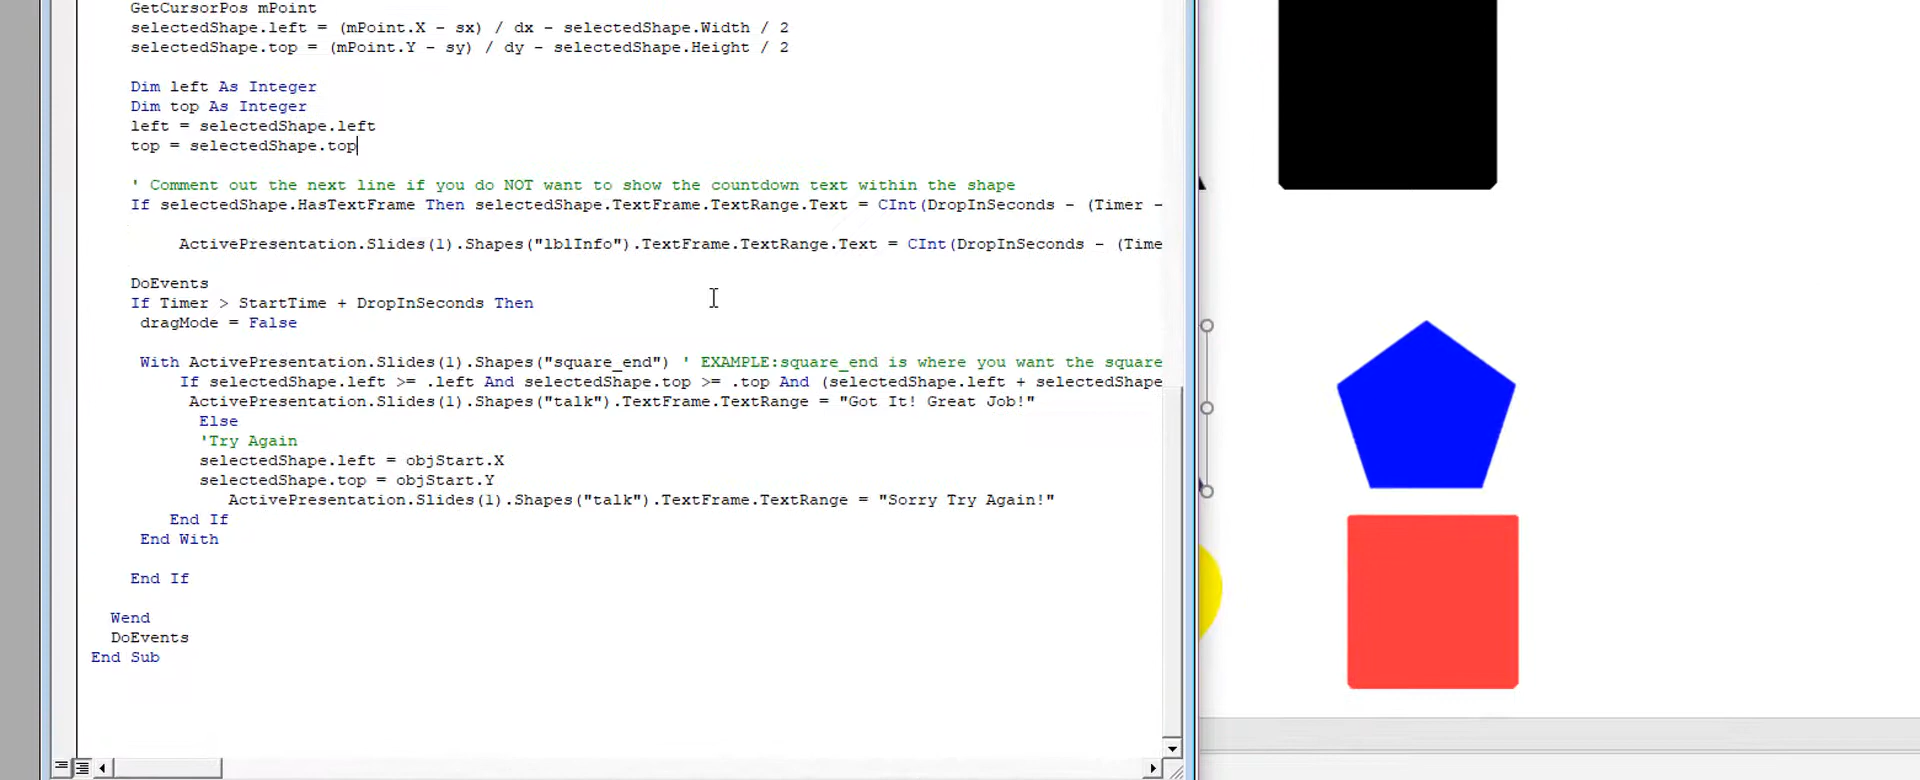 GetCursorPos mPoint
selectedShape.left = (mPoint.X - sx) / dx - selectedShape.Width / 2
selectedShape.top = (mPoint.Y - sy) / dy - selectedShape.Height / 2
Dim left As Integer
Dim top As Integer
left = selectedShape.left
top = selectedShape.top
' Comment out the next line if you do NOT want to show the countdown text within the shape
If selectedShape.HasTextFrame Then selectedShape.TextFrame.TextRange.Text = CInt(DropInSeconds - (Timer -
ActivePresentation.Slides(1).Shapes("lblInfo").TextFrame.TextRange.Text = CInt(DropInSeconds - (Time
DoEvents
If Timer > StartTime + DropInSeconds Then
dragMode = False
With ActivePresentation.Slides(1).Shapes("square_end") ' EXAMPLE:square_end is where you want the square
If selectedShape.left >= .left And selectedShape.top >= .top And (selectedShape.left + selectedShape
ActivePresentation.Slides(1).Shapes("talk").TextFrame.TextRange = "Got It! Great Job!"
Else
'Try Again
selectedShape.left = objStart.X
selectedShape.top = objStart.Y
ActivePresentation.Slides(1).Shapes("talk").TextFrame.TextRange = "Sorry Try Again!"
End If
End With
End If
Wend
DoEvents
End Sub